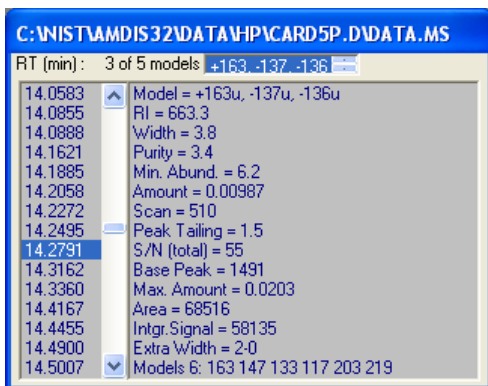 C:\NIST\AMDIS32\DATA\HP\CARD5P.D\DATA.MS
RT (min) : 3 of 5 models +163, -137, -136
14.0583 Model = +163u, -137u, -136u
14.0855 RI = 663.3
14.0888 Width = 3.8
14.1621 Purity = 3.4
14.1885 Min. Abund. = 6.2
14.2058 Amount = 0.00987
14.2272 Scan = 510
14.2495 Peak Tailing = 1.5
14.2791 S/N (total) = 55
14.3162 Base Peak = 1491
14.3360 Max. Amount = 0.0203
14.4167 Area = 68516
14.4455 Intgr.Signal = 58135
14.4900 Extra Width = 2-0
14.5007 Models 6: 163 147 133 117 203 219